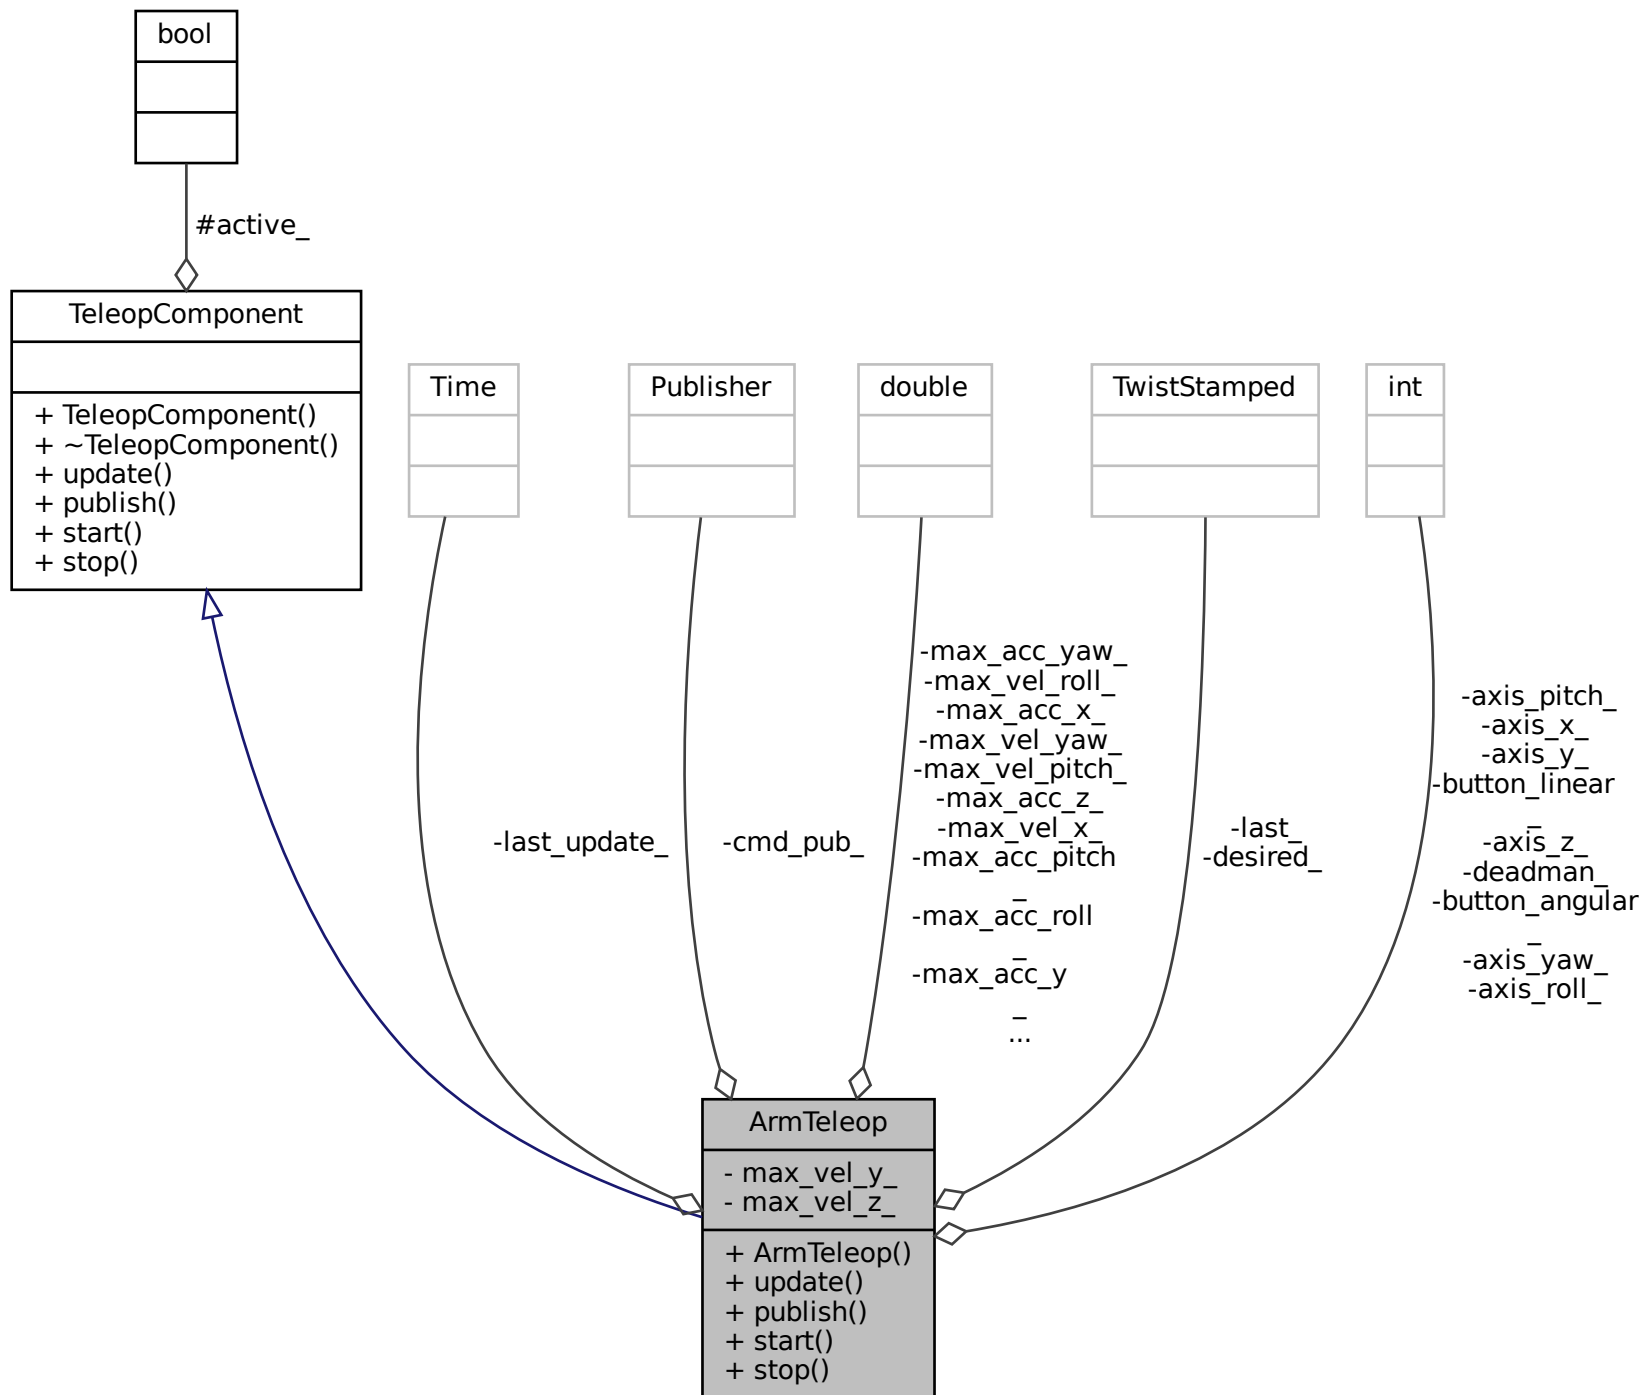 bool
#active_
TeleopComponent
+ TeleopComponent()
+ ~TeleopComponent()
+ update()
+ publish()
+ start()
+ stop()
Time
Publisher
double
TwistStamped
int
-last_update_
-cmd_pub_
-max_acc_yaw_
-max_vel_roll_
-max_acc_x_
-max_vel_yaw_
-max_vel_pitch_
-max_acc_z_
-max_vel_x_
-max_acc_pitch
_
-max_acc_roll
_
-max_acc_y
_
...
-last_
-desired_
-axis_pitch_
-axis_x_
-axis_y_
-button_linear
_
-axis_z_
-deadman_
-button_angular
_
-axis_yaw_
-axis_roll_
ArmTeleop
- max_vel_y_
- max_vel_z_
+ ArmTeleop()
+ update()
+ publish()
+ start()
+ stop()